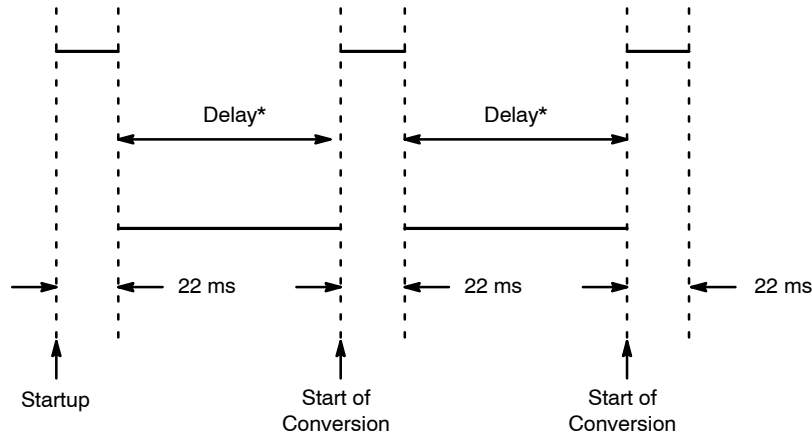 Delay*
Delay*
22 ms
22 ms
22 ms
Startup
Start of
Conversion
Start of
Conversion